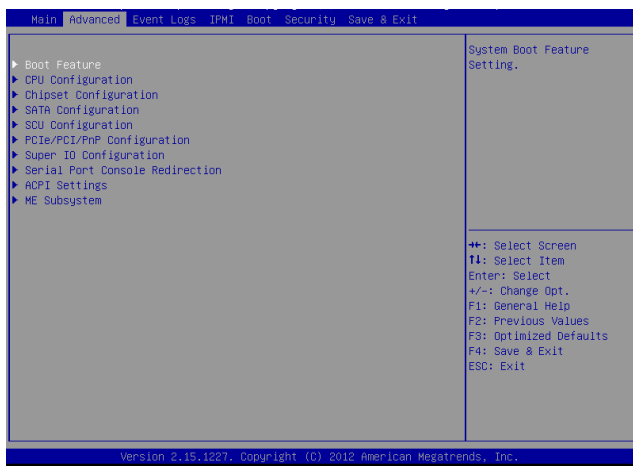 Main Advanced Event Logs IPMI Boot Security Save & Exit
Boot Feature
CPU Configuration
Chipset Configuration
SATA Configuration
SCU Configuration
PCIe/PCI/PnP Configuration
Super IO Configuration
Serial Port Console Redirection
ACPI Settings
ME Subsystem
System Boot Feature
Setting.
→←: Select Screen
↑↓: Select Item
Enter: Select
+/-: Change Opt.
F1: General Help
F2: Previous Values
F3: Optimized Defaults
F4: Save & Exit
ESC: Exit
Version 2.15.1227. Copyright (C) 2012 American Megatrends, Inc.